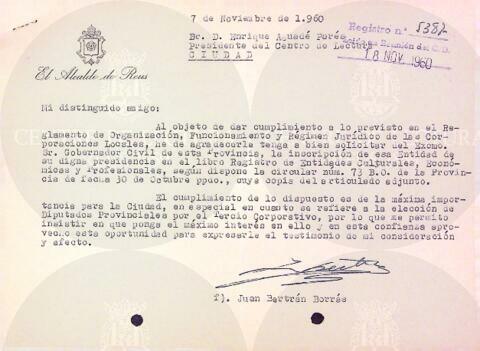 7 de Noviembre de 1.960
Registro n.º 5382
Sr. D. Enrique Aguadé Parés
Presidente del Centro de Lectura
CIUDAD
18 NOV 1960
El Alcalde de Reus
Mi distinguido amigo:
Al objeto de dar cumplimiento a lo previsto en el Re-
glamento de Organización, Funcionamiento y Régimen Jurídico de las Cor-
poraciones Locales, he de agradecerle tenga a bien solicitar del Excmo.
Sr. Gobernador Civil de esta Provincia, la inscripción de esa Entidad de
su digna presidencia en el libro Registro de Entidades Culturales, Econó-
micas y Profesionales, según dispone la circular núm. 73 B.O. de la Provin-
cia de fecha 30 de Octubre ppdo., cuya copia del articulado adjunto.
El cumplimiento de lo dispuesto es de la máxima impor-
tancia para la Ciudad, en especial en cuanto se refiere a la elección de
Diputados Provinciales por el Tercio Corporativo, por lo que me permito
insistir en que ponga el máximo interés en ello y en esta confianza apro-
vecho esta oportunidad para expresarle el testimonio de mi consideración
y afecto.
f). Juan Bertrán Borrás